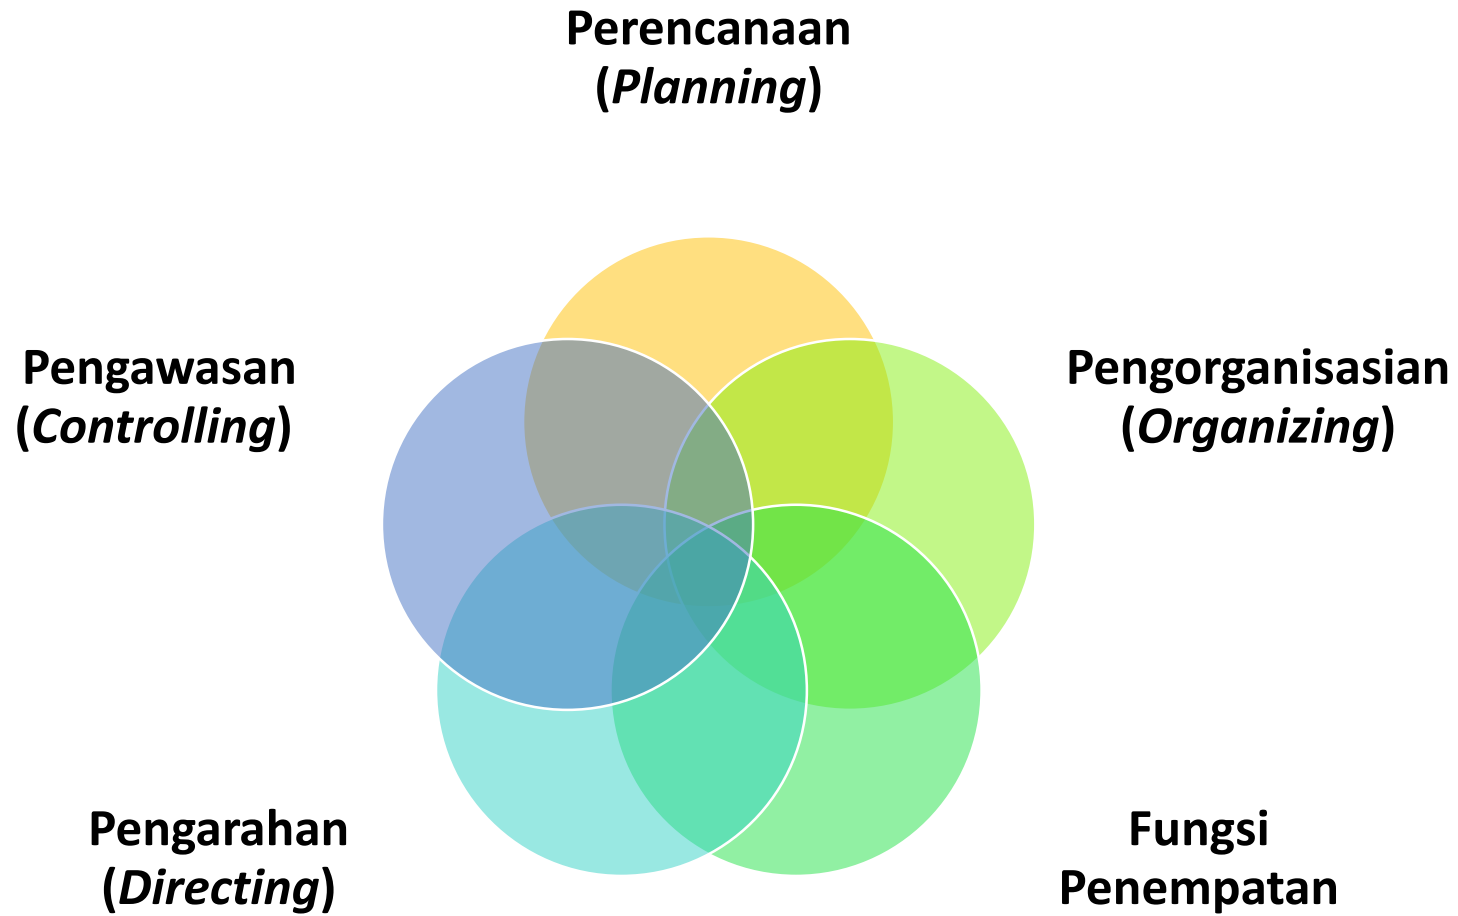 Perencanaan
(Planning)
Pengorganisasian
(Organizing)
Fungsi
Penempatan
Pengarahan
(Directing)
Pengawasan
(Controlling)